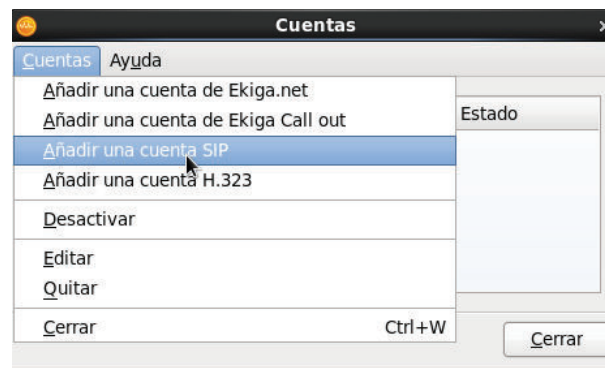 Cuentas
Cuentas Ayuda
Añadir una cuenta de Ekiga.net
Añadir una cuenta de Ekiga Call out
Estado
Añadir una cuenta SIP
Añadir una cuenta H.323
Desactivar
Editar
Quitar
Cerrar Ctrl+W
Cerrar